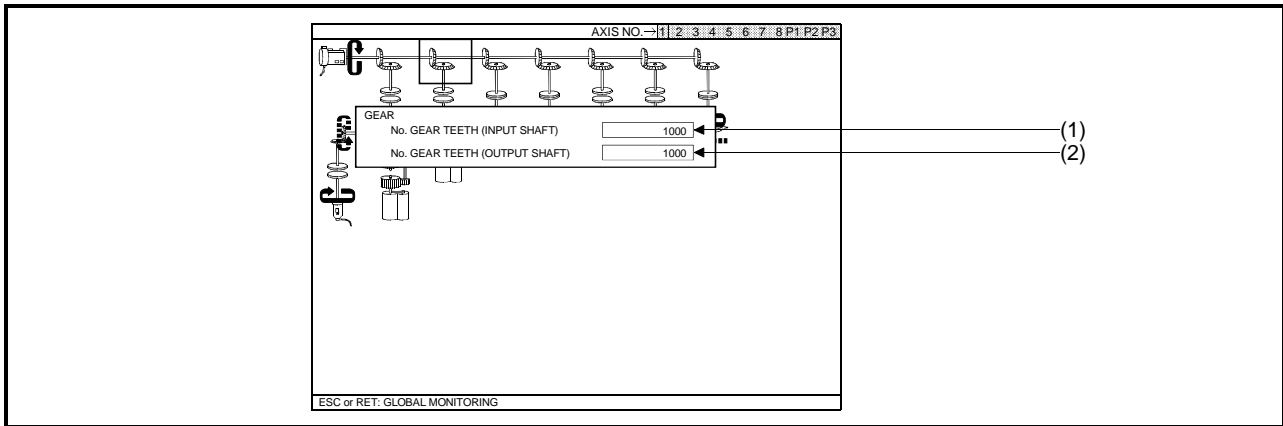 AXIS NO.→1 2 3 4 5 6 7 8 P1 P2 P3
GEAR
No. GEAR TEETH (INPUT SHAFT) 1000 (1)
No. GEAR TEETH (OUTPUT SHAFT) 1000 (2)
ESC or RET: GLOBAL MONITORING